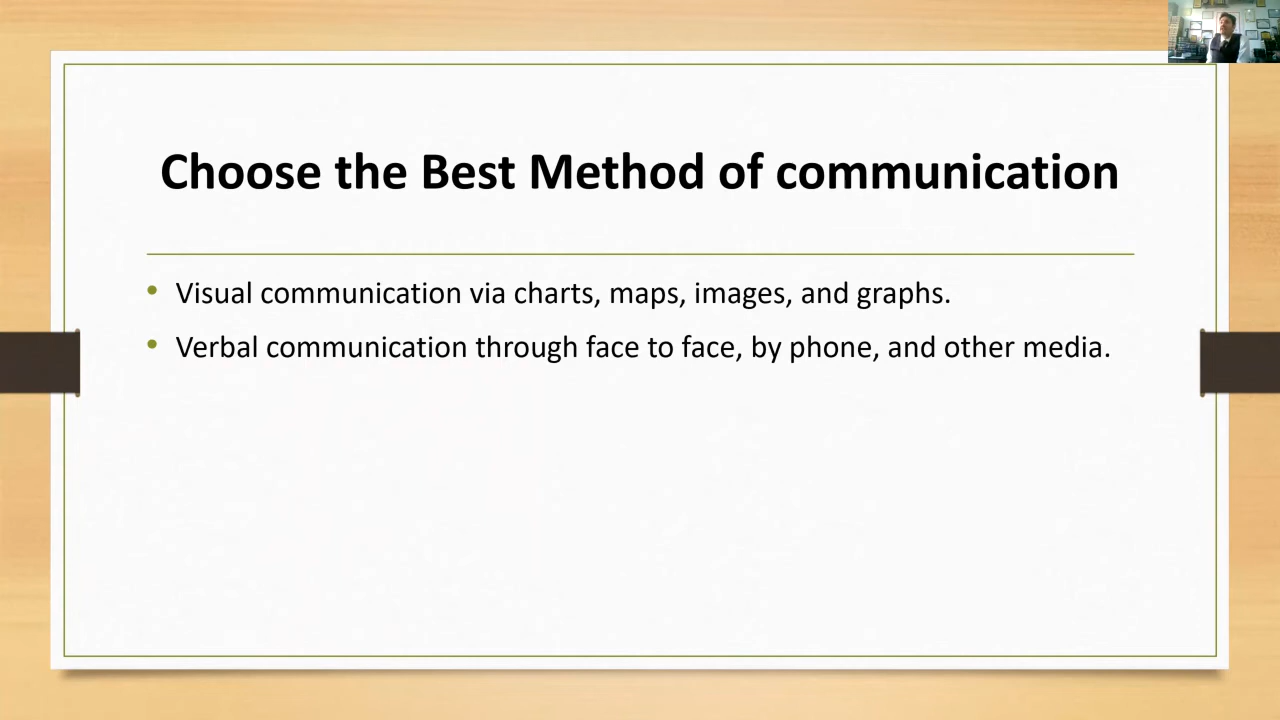 Choose the Best Method of communication
• Visual communication via charts, maps, images, and graphs.
• Verbal communication through face to face, by phone, and other media.